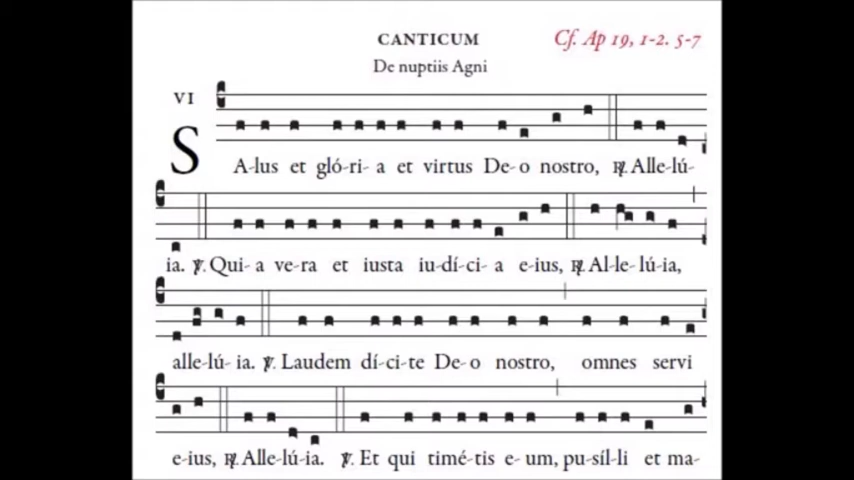 CANTICUM
Cf. Ap 19, 1-2. 5-7
De nuptiis Agni
VI
SA-lus et gló-ri-a et virtus De-o nostro, ℟. Alle-lú-
ia. ℣. Qui-a ve-ra et iusta iu-dí-ci-a e-ius, ℟. Al-le-lú-ia,
alle-lú-ia. ℣. Laudem dí-ci-te De-o nostro, omnes servi
e-ius, ℟. Alle-lú-ia. ℣. Et qui timé-tis e-um, pu-síl-li et ma-